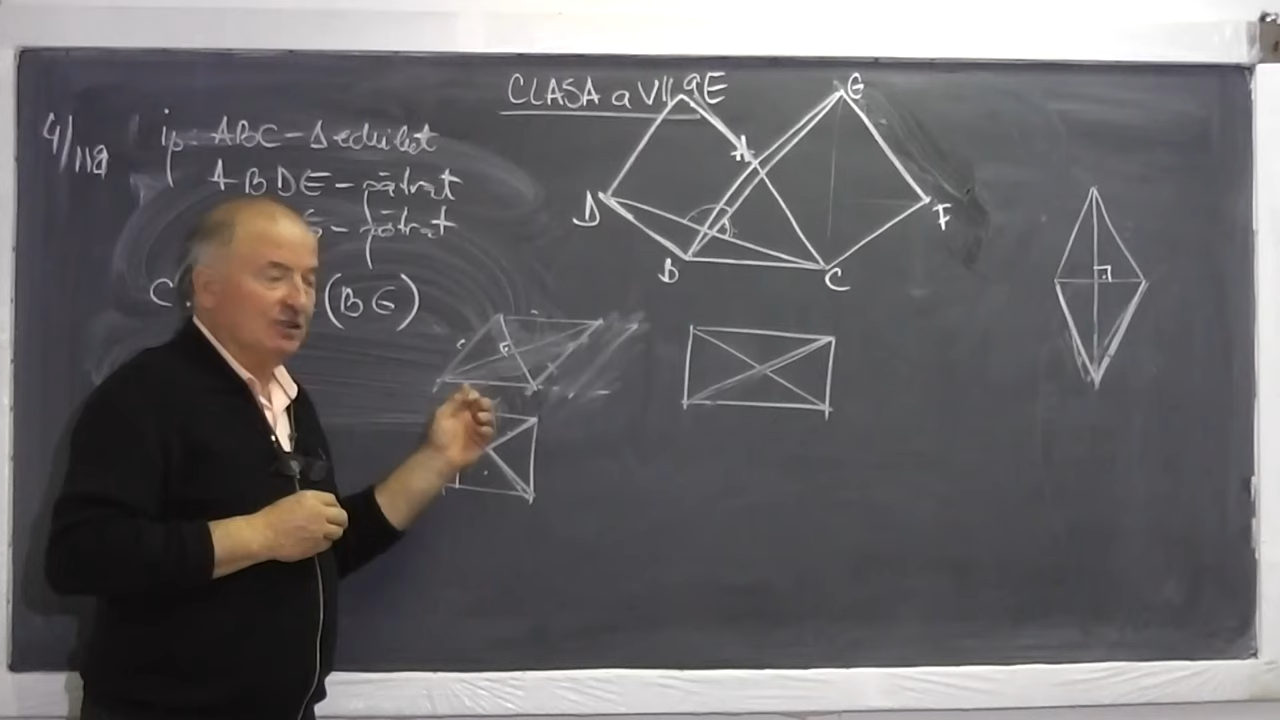 CLASA a VII a
4/118
ip: ABC - Δ echilat
ABDE - pătrat
G - pătrat
C (BG)
E
G
A
D
F
B
C